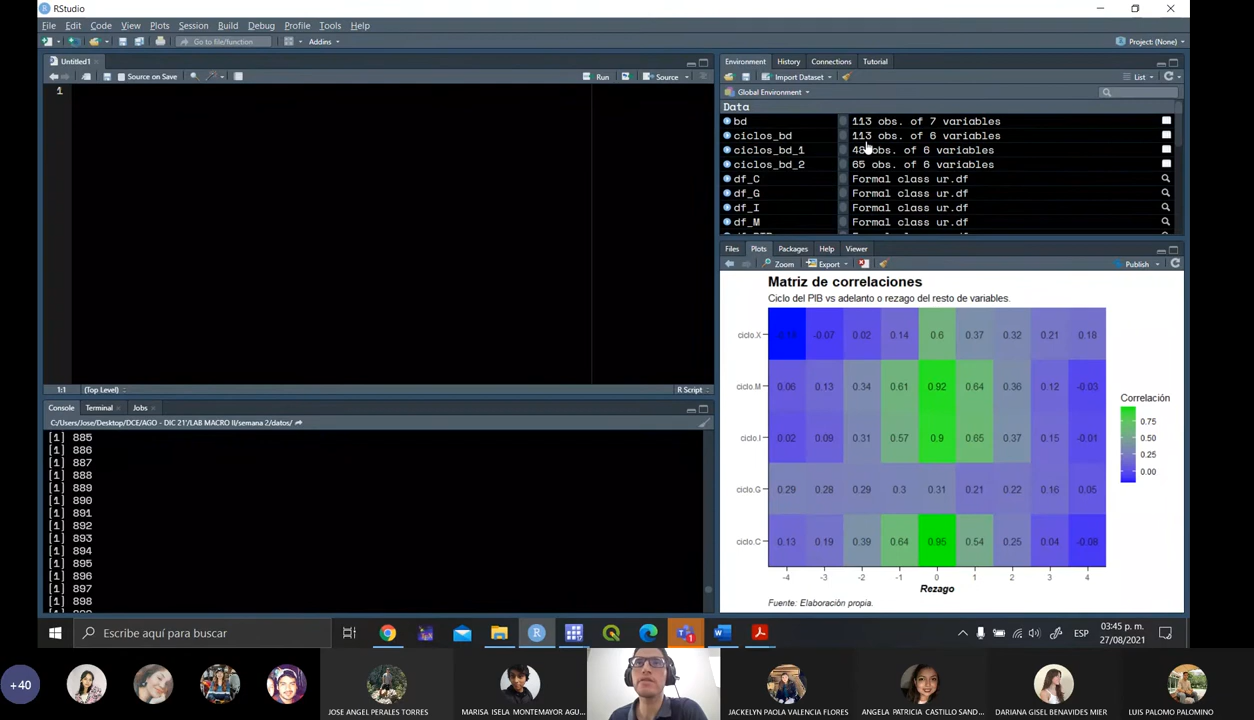 RStudio
File Edit Code View Plots Session Build Debug Profile Tools Help
Go to file/function Addins Project: (None)
Untitled1
Source on Save Run Source
1
1:1 (Top Level) R Script
Console Terminal Jobs
C:/Users/Jose/Desktop/DCE/AGO - DIC 21'/LAB MACRO II/semana 2/datos/
[1] 885
[1] 886
[1] 887
[1] 888
[1] 889
[1] 890
[1] 891
[1] 892
[1] 893
[1] 894
[1] 895
[1] 896
[1] 897
[1] 898
Environment History Connections Tutorial
Import Dataset List
Global Environment
Data
bd 113 obs. of 7 variables
ciclos_bd 113 obs. of 6 variables
ciclos_bd_1 48 obs. of 6 variables
ciclos_bd_2 65 obs. of 6 variables
df_C Formal class ur.df
df_G Formal class ur.df
df_I Formal class ur.df
df_M Formal class ur.df
Files Plots Packages Help Viewer
Zoom Export Publish
Matriz de correlaciones
Ciclo del PIB vs adelanto o rezago del resto de variables.
ciclo.X -0.07 0.02 0.14 0.6 0.37 0.32 0.21 0.18
ciclo.M 0.06 0.13 0.34 0.61 0.92 0.64 0.36 0.12 -0.03
ciclo.I 0.02 0.09 0.31 0.57 0.9 0.65 0.37 0.15 -0.01
ciclo.G 0.29 0.28 0.29 0.3 0.31 0.21 0.22 0.16 0.05
ciclo.C 0.13 0.19 0.39 0.64 0.95 0.54 0.25 0.04 -0.08
-4 -3 -2 -1 0 1 2 3 4
Rezago
Fuente: Elaboración propia.
Correlación
0.75
0.50
0.25
0.00
Escribe aquí para buscar
ESP
03:45 p. m.
27/08/2021
+40
JOSE ANGEL PERALES TORRES
MARISA ISELA MONTEMAYOR AGU...
JACKELYN PAOLA VALENCIA FLORES
ANGELA PATRICIA CASTILLO SAND...
DARIANA GISEL BENAVIDES MIER
LUIS PALOMO PALOMINO